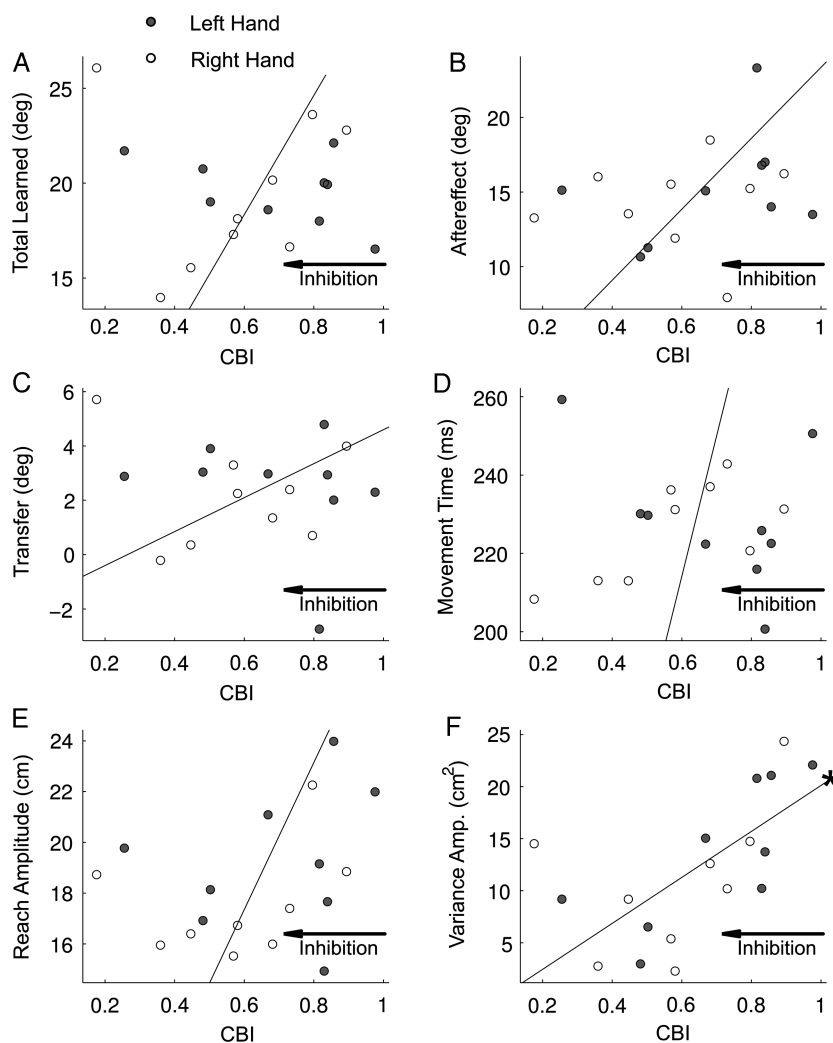 Left Hand
Right Hand
A
Total Learned (deg)
25
20
15
Inhibition
0.2 0.4 0.6 0.8 1
CBI
B
Aftereffect (deg)
20
15
10
Inhibition
0.2 0.4 0.6 0.8 1
CBI
C
Transfer (deg)
6
4
2
0
−2
Inhibition
0.2 0.4 0.6 0.8 1
CBI
D
Movement Time (ms)
260
240
220
200
Inhibition
0.2 0.4 0.6 0.8 1
CBI
E
Reach Amplitude (cm)
24
22
20
18
16
Inhibition
0.2 0.4 0.6 0.8 1
CBI
F
Variance Amp. (cm²)
25
20
15
10
5
*
Inhibition
0.2 0.4 0.6 0.8 1
CBI